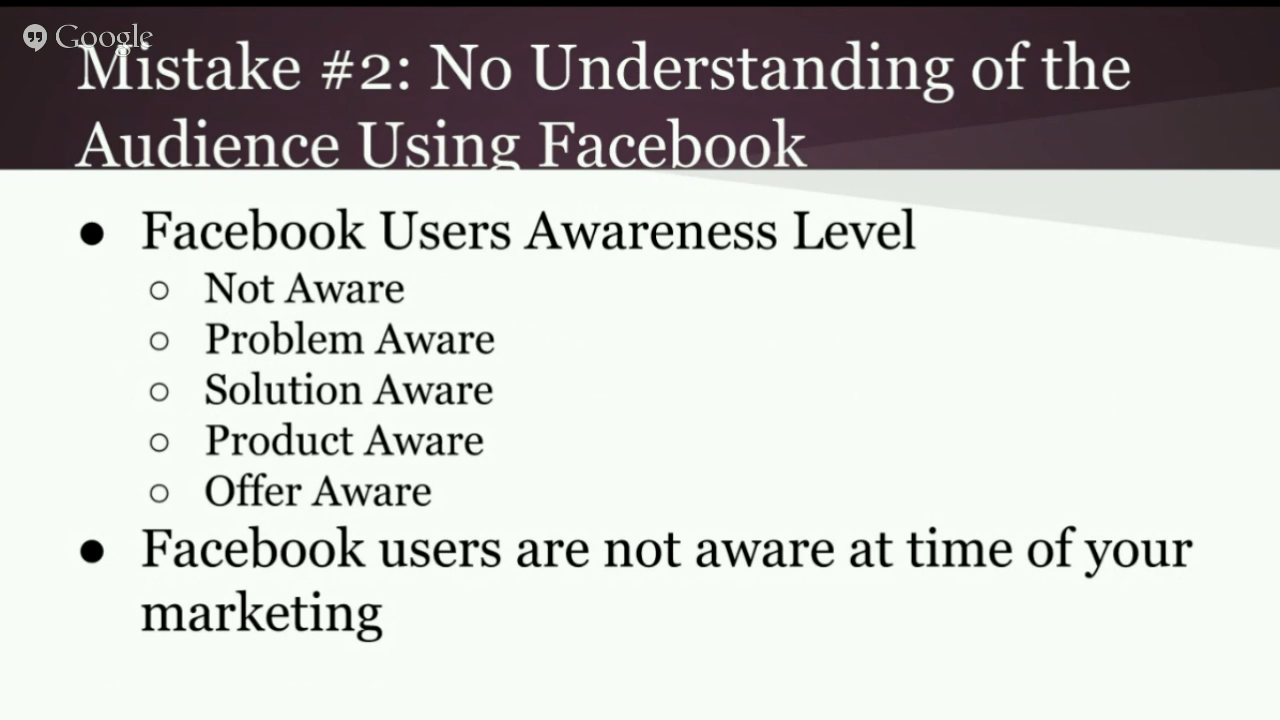 Google
Mistake #2: No Understanding of the
Audience Using Facebook
● Facebook Users Awareness Level
○ Not Aware
○ Problem Aware
○ Solution Aware
○ Product Aware
○ Offer Aware
● Facebook users are not aware at time of your
marketing